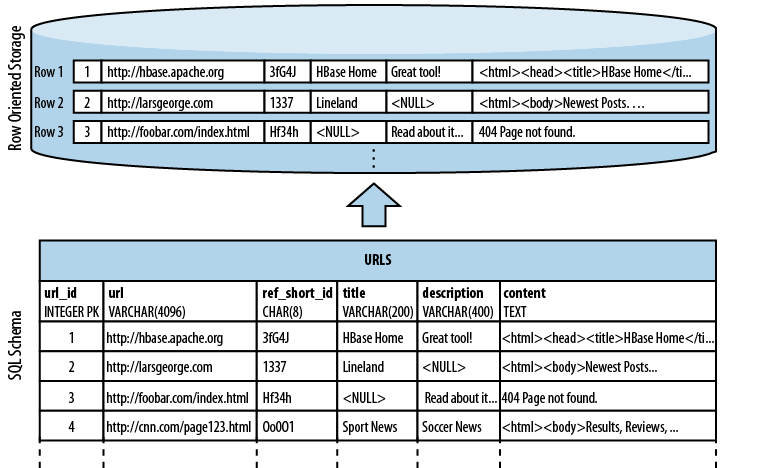 Row Oriented Storage
Row 1 1 http://hbase.apache.org 3fG4J HBase Home Great tool! <html><head><title>HBase Home</ti...
Row 2 2 http://larsgeorge.com 1337 Lineland <NULL> <html><body>Newest Posts. ...
Row 3 3 http://foobar.com/index.html Hf34h <NULL> Read about it... 404 Page not found.
SQL Schema
URLS
url_id url ref_short_id title description content
INTEGER PK VARCHAR(4096) CHAR(8) VARCHAR(200) VARCHAR(400) TEXT
1 http://hbase.apache.org 3fG4J HBase Home Great tool! <html><head><title>HBase Home</ti...
2 http://larsgeorge.com 1337 Lineland <NULL> <html><body>Newest Posts...
3 http://foobar.com/index.html Hf34h <NULL> Read about it... 404 Page not found.
4 http://cnn.com/page123.html 0o0O1 Sport News Soccer News <html><body>Results, Reviews, ...